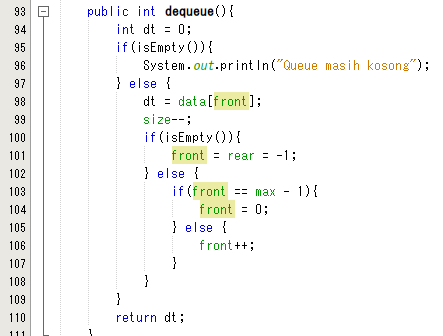 93 public int dequeue(){
94 int dt = 0;
95 if(isEmpty()){
96 System.out.println("Queue masih kosong");
97 } else {
98 dt = data[front];
99 size--;
100 if(isEmpty()){
101 front = rear = -1;
102 } else {
103 if(front == max - 1){
104 front = 0;
105 } else {
106 front++;
107 }
108 }
109 }
110 return dt;
111 }